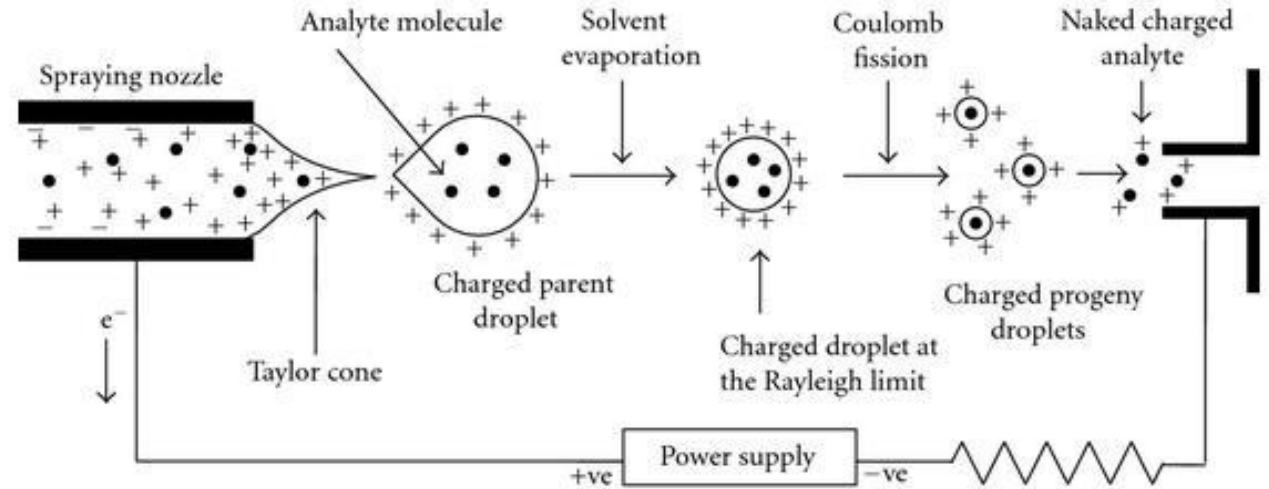 Analyte molecule
Solvent
evaporation
Coulomb
fission
Naked charged
analyte
Spraying nozzle
Charged parent
droplet
Charged progeny
droplets
e⁻
Taylor cone
Charged droplet at
the Rayleigh limit
Power supply
+ve
−ve